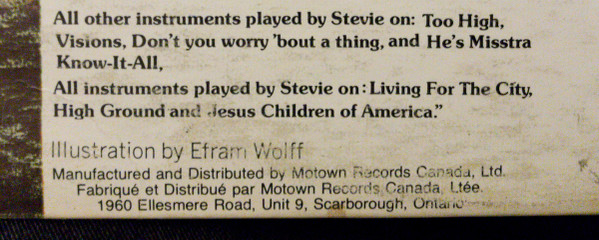 All other instruments played by Stevie on: Too High,
Visions, Don't you worry 'bout a thing, and He's Misstra
Know-It-All,
All instruments played by Stevie on: Living For The City,
High Ground and Jesus Children of America."
Illustration by Efram Wolff
Manufactured and Distributed by Motown Records Canada, Ltd.
Fabriqué et Distribué par Motown Records Canada, Ltée.
1960 Ellesmere Road, Unit 9, Scarborough, Ontario